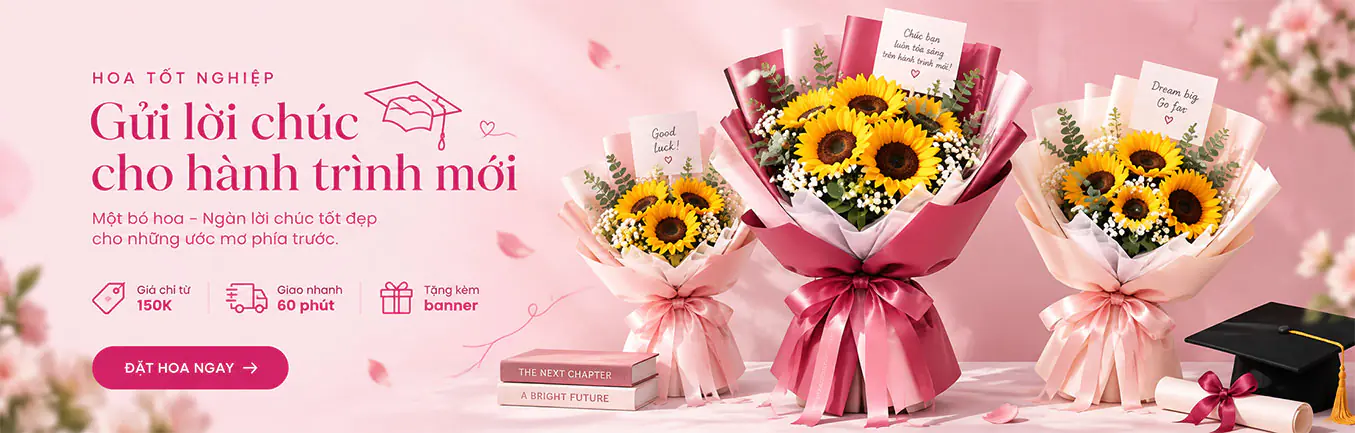 HOA TỐT NGHIỆP
Gửi lời chúc
cho hành trình mới
Một bó hoa - Ngàn lời chúc tốt đẹp
cho những ước mơ phía trước.
Giá chỉ từ
150K
Giao nhanh
60 phút
Tặng kèm
banner
ĐẶT HOA NGAY
Good
luck!
Chúc bạn
luôn tỏa sáng
trên hành trình mới!
Dream big
Go far
THE NEXT CHAPTER
A BRIGHT FUTURE